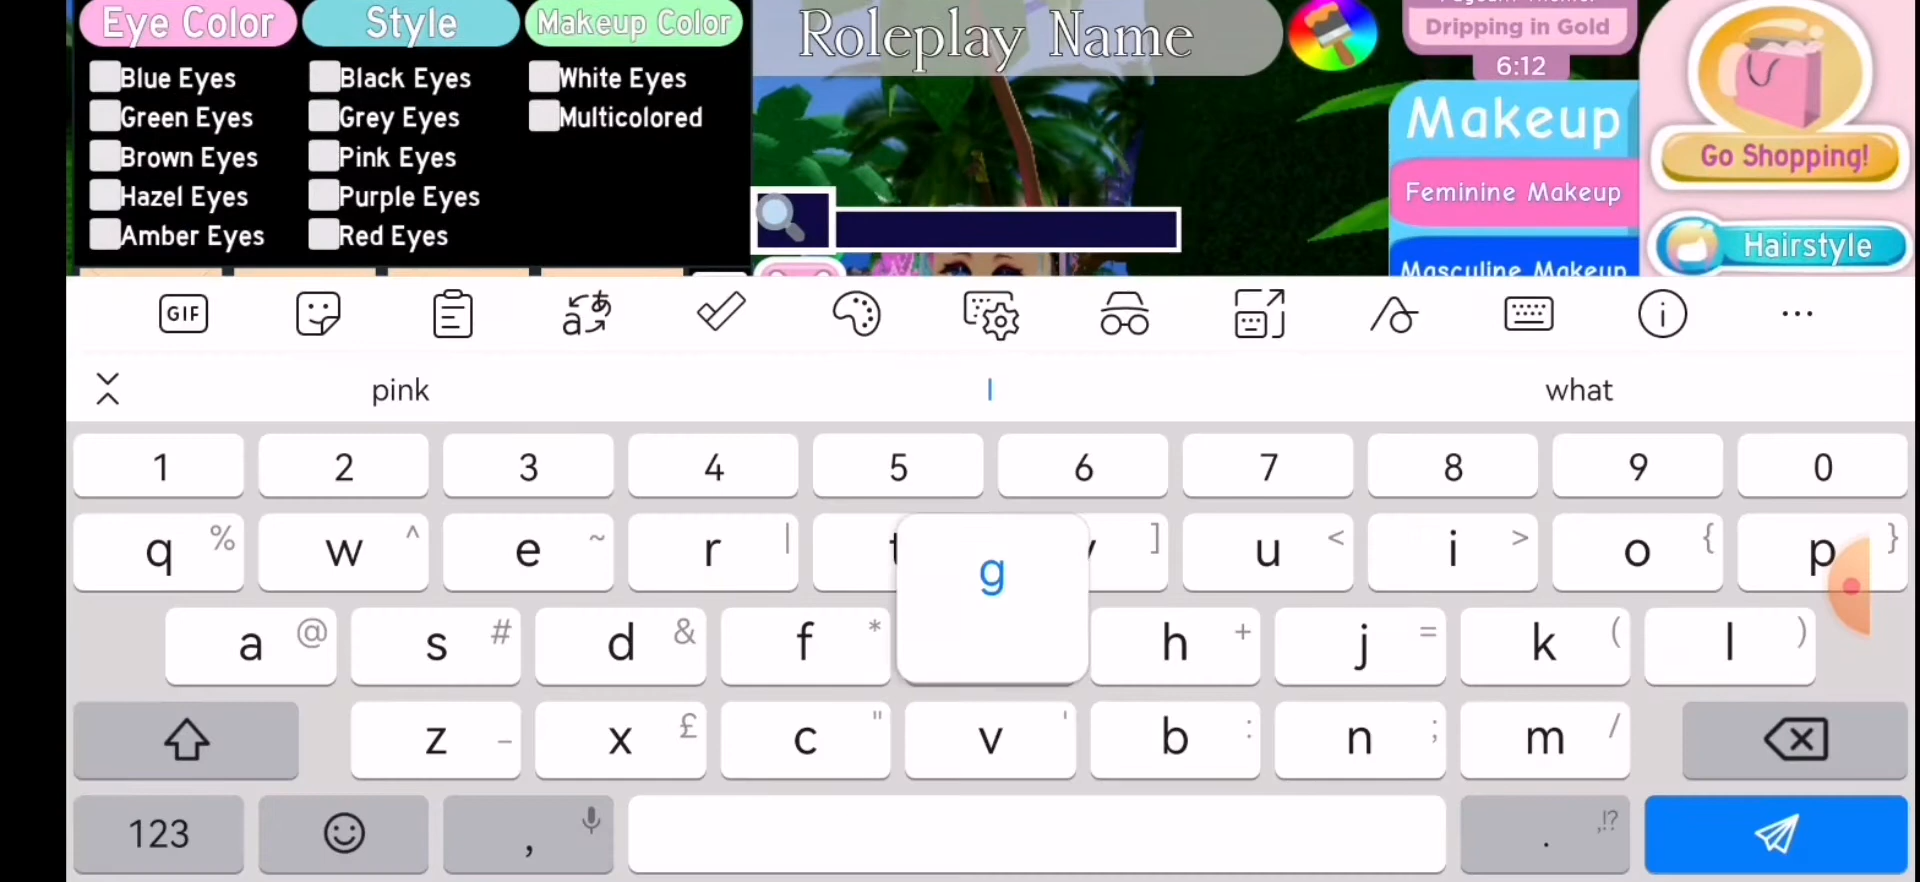 Eye Color Style Makeup Color
Blue Eyes Black Eyes White Eyes
Green Eyes Grey Eyes Multicolored
Brown Eyes Pink Eyes
Hazel Eyes Purple Eyes
Amber Eyes Red Eyes
Roleplay Name
Dripping in Gold
6:12
Makeup
Feminine Makeup
Masculine Makeup
Go Shopping!
Hairstyle
GIF
pink I what
1 2 3 4 5 6 7 8 9 0
q % w ^ e ~ r | t ] u < i > o { p }
a @ s # d & f * g h + j = k ( l )
z _ x £ c " v ' b : n ; m /
123 , . ,!?